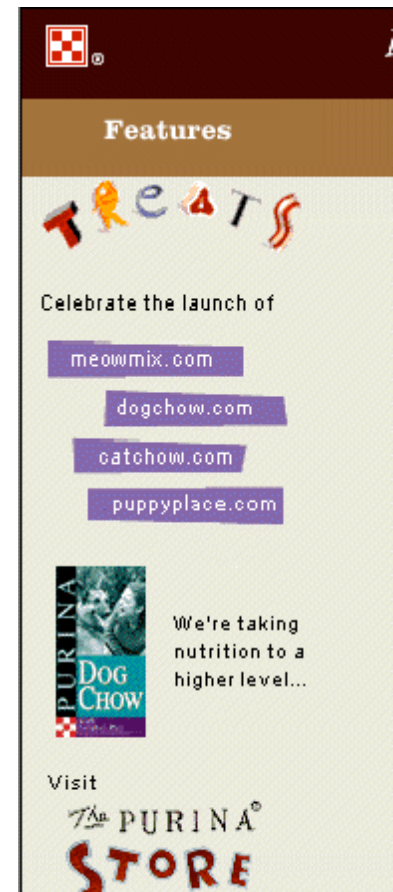 ®
Features
TREATS
Celebrate the launch of
meowmix.com
dogchow.com
catchow.com
puppyplace.com
PURINA
DOG
CHOW
We're taking
nutrition to a
higher level...
Visit
The PURINA®
STORE